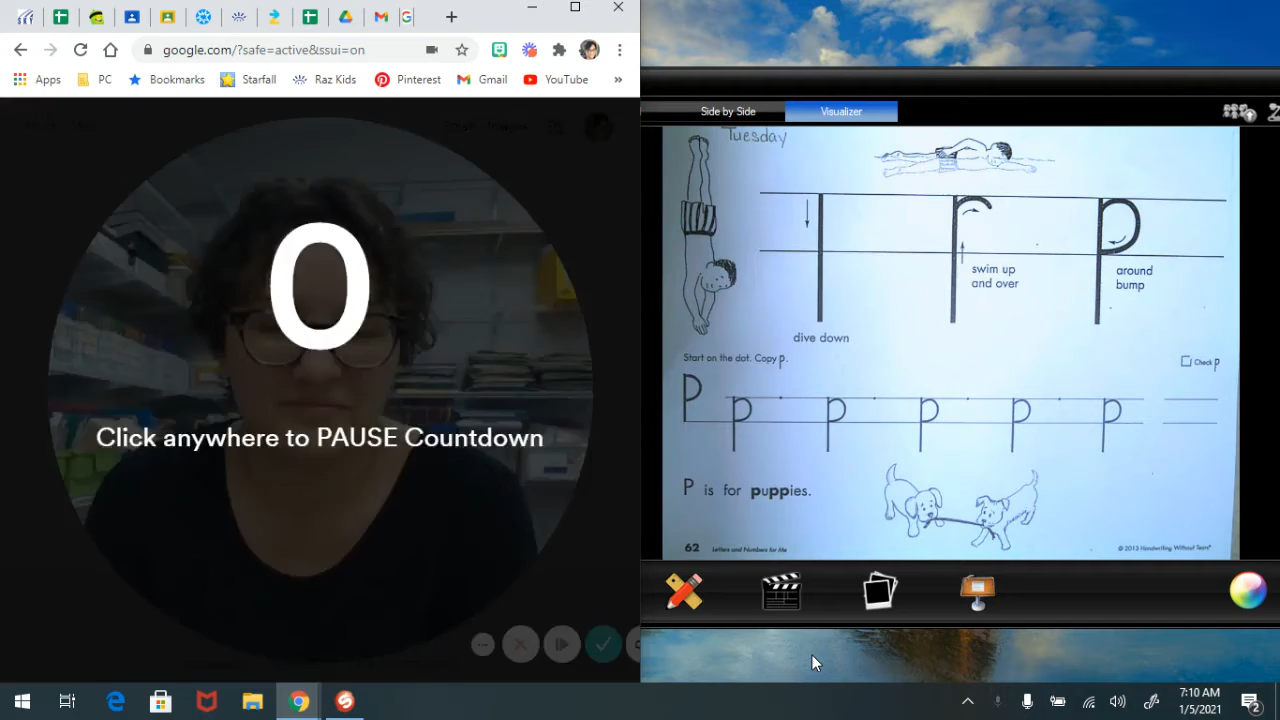 google.com/?safe=active&ssui=on
Apps PC Bookmarks Starfall Raz Kids Pinterest Gmail YouTube »
0
Click anywhere to PAUSE Countdown
Side by Side Visualizer
Tuesday
dive down
swim up
and over
around
bump
Start on the dot. Copy p.
Check p
P p p p p p
P is for puppies.
62 Letters and Numbers for Me
© 2013 Handwriting Without Tears®
7:10 AM
1/5/2021
2